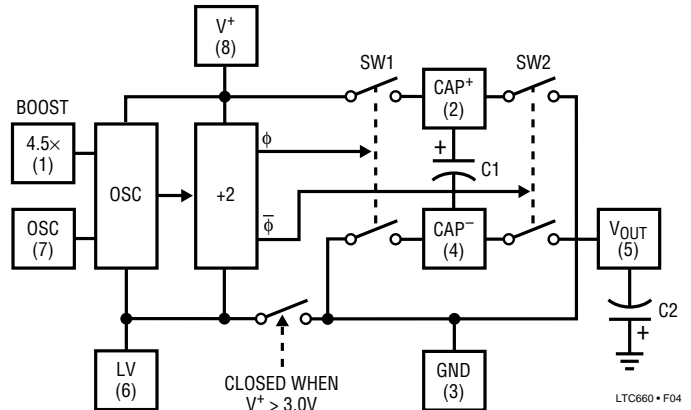 V+
(8)
SW1
SW2
BOOST
4.5×
(1)
OSC
+2
ϕ
ϕ̅
CAP+
(2)
+
C1
CAP−
(4)
OSC
(7)
VOUT
(5)
C2
+
LV
(6)
CLOSED WHEN
V+ > 3.0V
GND
(3)
LTC660 • F04